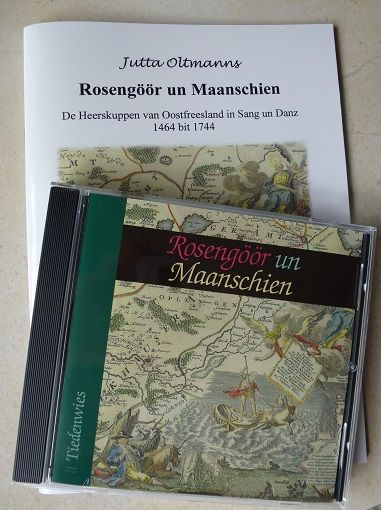 Jutta Oltmanns
Rosengöör un Maanschien
De Heerskuppen van Oostfreesland in Sang un Danz
1464 bit 1744
Rosengöör un
Maanschien
Tiedenwies